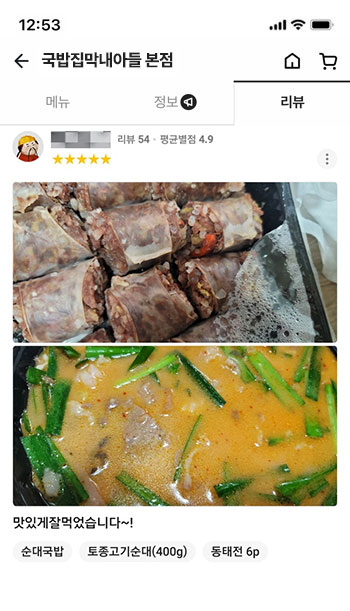 12:53
국밥집막내아들 본점
메뉴 정보 리뷰
리뷰 54 · 평균별점 4.9
맛있게잘먹었습니다~!
순대국밥 토종고기순대(400g) 동태전 6p